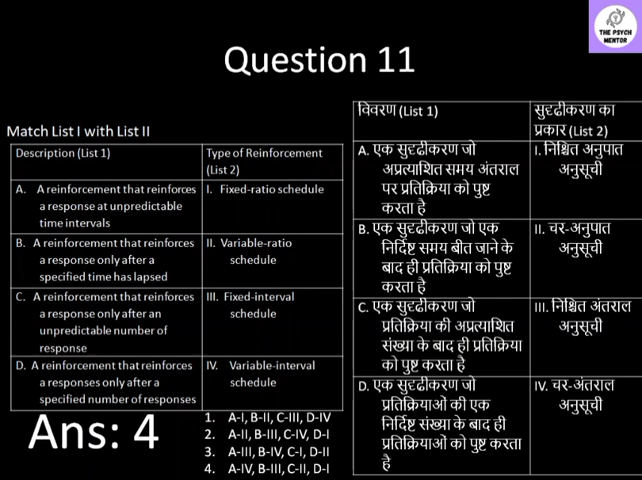 THE PSYCH
MENTOR
Question 11
Match List I with List II
Description (List 1)
Type of Reinforcement
(List 2)
A. A reinforcement that reinforces
a response at unpredictable
time intervals
I. Fixed-ratio schedule
B. A reinforcement that reinforces
a response only after a
specified time has lapsed
II. Variable-ratio
schedule
C. A reinforcement that reinforces
a response only after an
unpredictable number of
response
III. Fixed-interval
schedule
D. A reinforcement that reinforces
a responses only after a
specified number of responses
IV. Variable-interval
schedule
Ans: 4
1. A-I, B-II, C-III, D-IV
2. A-II, B-III, C-IV, D-I
3. A-III, B-IV, C-I, D-II
4. A-IV, B-III, C-II, D-I
विवरण (List 1)
सुदृढीकरण का
प्रकार (List 2)
A. एक सुदृढीकरण जो
अप्रत्याशित समय अंतराल
पर प्रतिक्रिया को पुष्ट
करता है
I. निश्चित अनुपात
अनुसूची
B. एक सुदृढीकरण जो एक
निर्दिष्ट समय बीत जाने के
बाद ही प्रतिक्रिया को पुष्ट
करता है
II. चर-अनुपात
अनुसूची
C. एक सुदृढीकरण जो
प्रतिक्रिया की अप्रत्याशित
संख्या के बाद ही प्रतिक्रिया
को पुष्ट करता है
III. निश्चित अंतराल
अनुसूची
D. एक सुदृढीकरण जो
प्रतिक्रियाओं की एक
निर्दिष्ट संख्या के बाद ही
प्रतिक्रियाओं को पुष्ट करता
है
IV. चर-अंतराल
अनुसूची